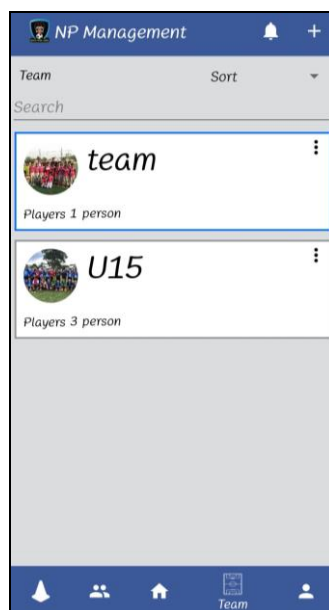 NP Management
Team Sort
Search
team
Players 1 person
U15
Players 3 person
Team